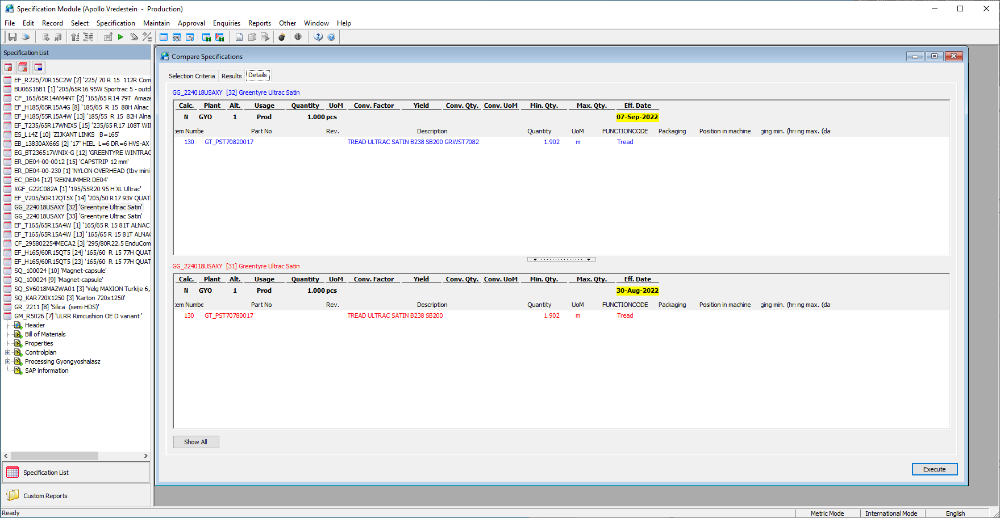 Specification Module (Apollo Vredestein - Production)
File Edit Record Select Specification Maintain Approval Enquiries Reports Other Window Help
Specification List
EF_R225/70R15C2W [2] '225/ 70 R 15 112R Com
BU06S16B1 [1] '205/65R16 95W Sportrac 5 - outd
CF_165/65R14AM4NT [2] '165/65 R14 79T Amaze
EF_H185/65R15A4G [8] '185/65 R 15 88H Alnac
EF_H185/55R15A4W [13] '185/55 R 15 82H Alna
EF_T235/65R17WNIXS [15] '235/65 R17 108T WII
ES_L14Z [10] 'ZIJKANT LINKS B=165'
EB_13830AX66S [2] '17" HIEL L=6 DR=6 HVS-AX
EG_BT236517WNIX-G [12] 'GREENTYRE WINTRAC
ER_DE04-00-0012 [15] 'CAPSTRIP 12 mm'
ER_DE04-00-230 [1] 'NYLON OVERHEAD (tbv mini-
EC_DE04 [12] 'REKNUMMER DE04'
XGF_G22C082A [1] '195/55R20 95 H XL Ultrac'
EF_V205/50R17QT5X [14] '205/50 R17 93V QUAT
GG_224018USAXY [32] 'Greentyre Ultrac Satin'
GG_224018USAXY [33] 'Greentyre Ultrac Satin'
EF_T165/65R15A4W [1] '165/65 R 15 81T ALNAC
EF_T165/65R15A4W [13] '165/65 R 15 81T ALNA
CF_295802254MECA2 [3] '295/80R22.5 EnduCom
EF_H165/60R15QT5 [24] '165/60 R 15 77H QUAT
EF_H165/60R15QT5 [23] '165/60 R 15 77H QUAT
SQ_100024 [10] 'Magnet-capsule'
SQ_100024 [9] 'Magnet-capsule'
SQ_SV6018MAZWA01 [3] 'Velg MAXION Turkije 6,
SQ_KAR720X1250 [3] 'Karton 720x1250'
GR_2211 [8] 'Silica (semi HDS)'
GM_R5026 [7] 'ULRR Rimcushion OE D variant '
Header
Bill of Materials
Properties
Controlplan
Processing Gyongyoshalasz
SAP information
Specification List
Custom Reports
Compare Specifications
Selection Criteria Results Details
GG_224018USAXY [32] Greentyre Ultrac Satin
Calc. Plant Alt. Usage Quantity UoM Conv. Factor Yield Conv. Qty. Conv. UoM Min. Qty. Max. Qty. Eff. Date
N GYO 1 Prod 1.000 pcs 07-Sep-2022
tem Numbe Part No Rev. Description Quantity UoM FUNCTIONCODE Packaging Position in machine ging min. (hr: ng max. (da
130 GT_PST70820017 TREAD ULTRAC SATIN B238 SB200 GRWST7082 1.902 m Tread
GG_224018USAXY [31] Greentyre Ultrac Satin
Calc. Plant Alt. Usage Quantity UoM Conv. Factor Yield Conv. Qty. Conv. UoM Min. Qty. Max. Qty. Eff. Date
N GYO 1 Prod 1.000 pcs 30-Aug-2022
tem Numbe Part No Rev. Description Quantity UoM FUNCTIONCODE Packaging Position in machine ging min. (hr: ng max. (da
130 GT_PST70780017 TREAD ULTRAC SATIN B238 SB200 1.902 m Tread
Show All
Execute
Ready Metric Mode International Mode English